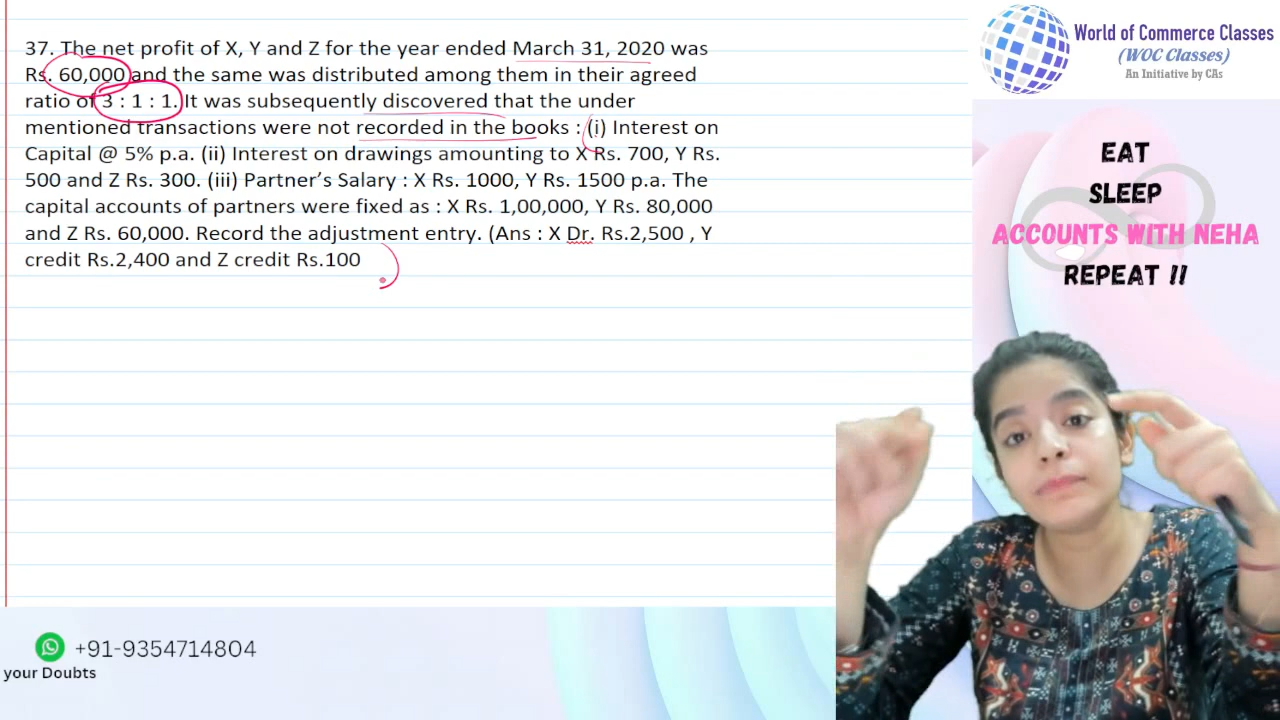 37. The net profit of X, Y and Z for the year ended March 31, 2020 was
Rs. 60,000 and the same was distributed among them in their agreed
ratio of 3 : 1 : 1. It was subsequently discovered that the under
mentioned transactions were not recorded in the books : (i) Interest on
Capital @ 5% p.a. (ii) Interest on drawings amounting to X Rs. 700, Y Rs.
500 and Z Rs. 300. (iii) Partner’s Salary : X Rs. 1000, Y Rs. 1500 p.a. The
capital accounts of partners were fixed as : X Rs. 1,00,000, Y Rs. 80,000
and Z Rs. 60,000. Record the adjustment entry. (Ans : X Dr. Rs.2,500 , Y
credit Rs.2,400 and Z credit Rs.100
World of Commerce Classes
(WOC Classes)
An Initiative by CAs
EAT
SLEEP
ACCOUNTS WITH NEHA
REPEAT !!
+91-9354714804
your Doubts